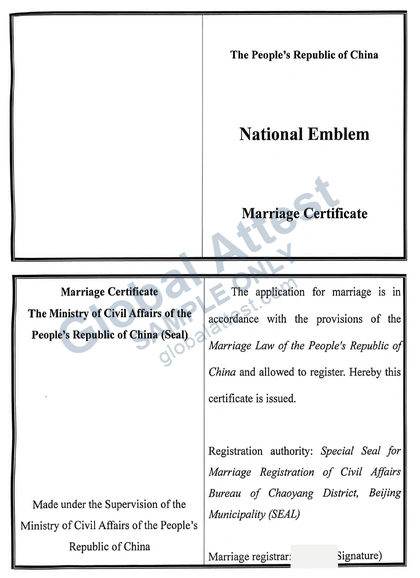 The People's Republic of China
National Emblem
Marriage Certificate
Marriage Certificate
The Ministry of Civil Affairs of the
People's Republic of China (Seal)
Made under the Supervision of the
Ministry of Civil Affairs of the People's
Republic of China
The application for marriage is in
accordance with the provisions of the
Marriage Law of the People's Republic of
China and allowed to register. Hereby this
certificate is issued.
Registration authority: Special Seal for
Marriage Registration of Civil Affairs
Bureau of Chaoyang District, Beijing
Municipality (SEAL)
Marriage registrar: Signature)
Global Attest
SAMPLE ONLY
globalattest.com